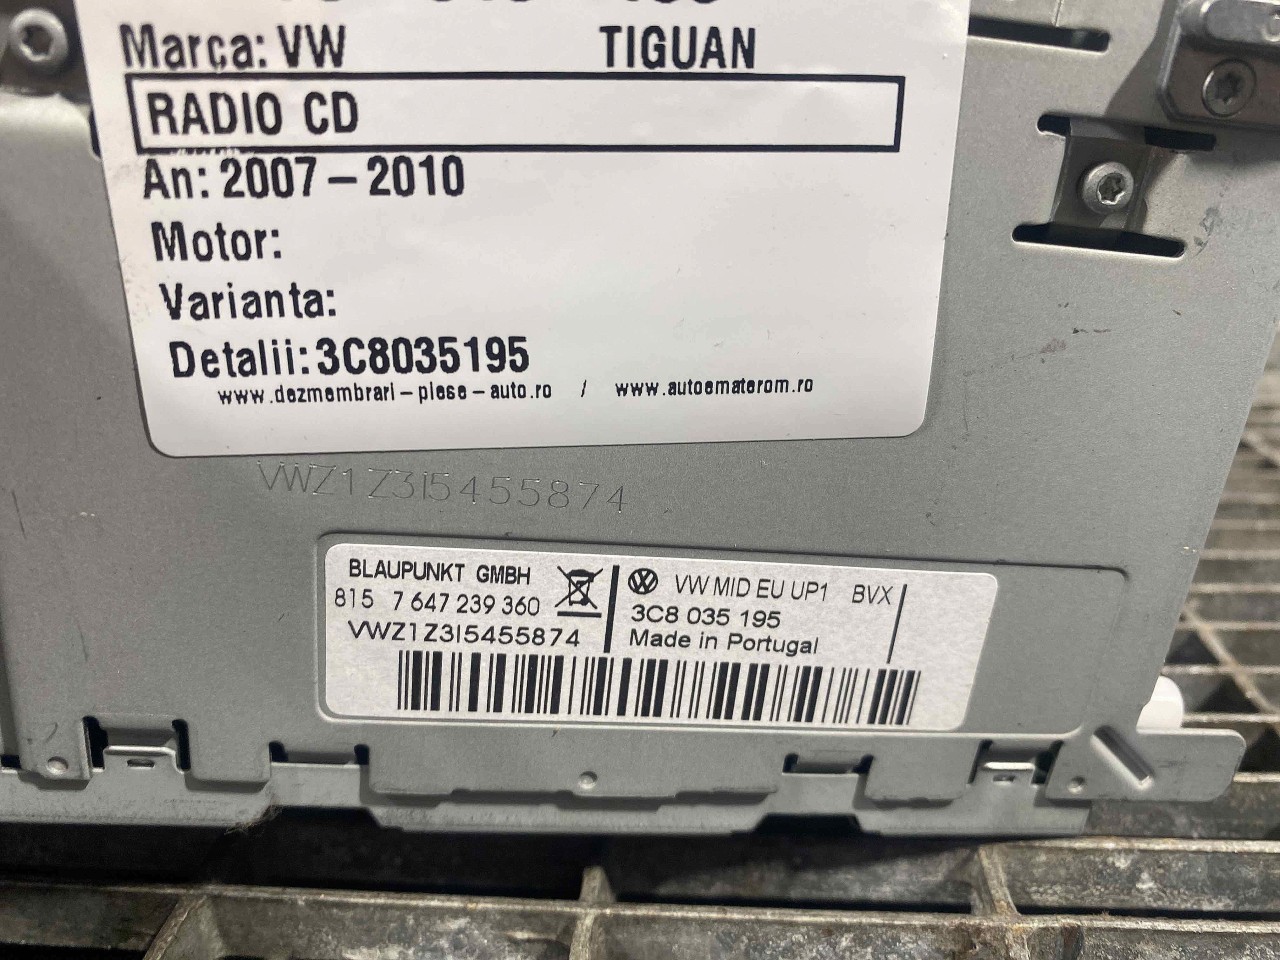 Marca: VW TIGUAN
RADIO CD
An: 2007-2010
Motor:
Varianta:
Detalii: 3C8035195
www.dezmembrari-piese-auto.ro / www.autoematerom.ro
VWZ1Z3I5455874
BLAUPUNKT GMBH
815 7 647 239 360
VWZ1Z3I5455874
VW MID EU UP1 BVX
3C8 035 195
Made in Portugal